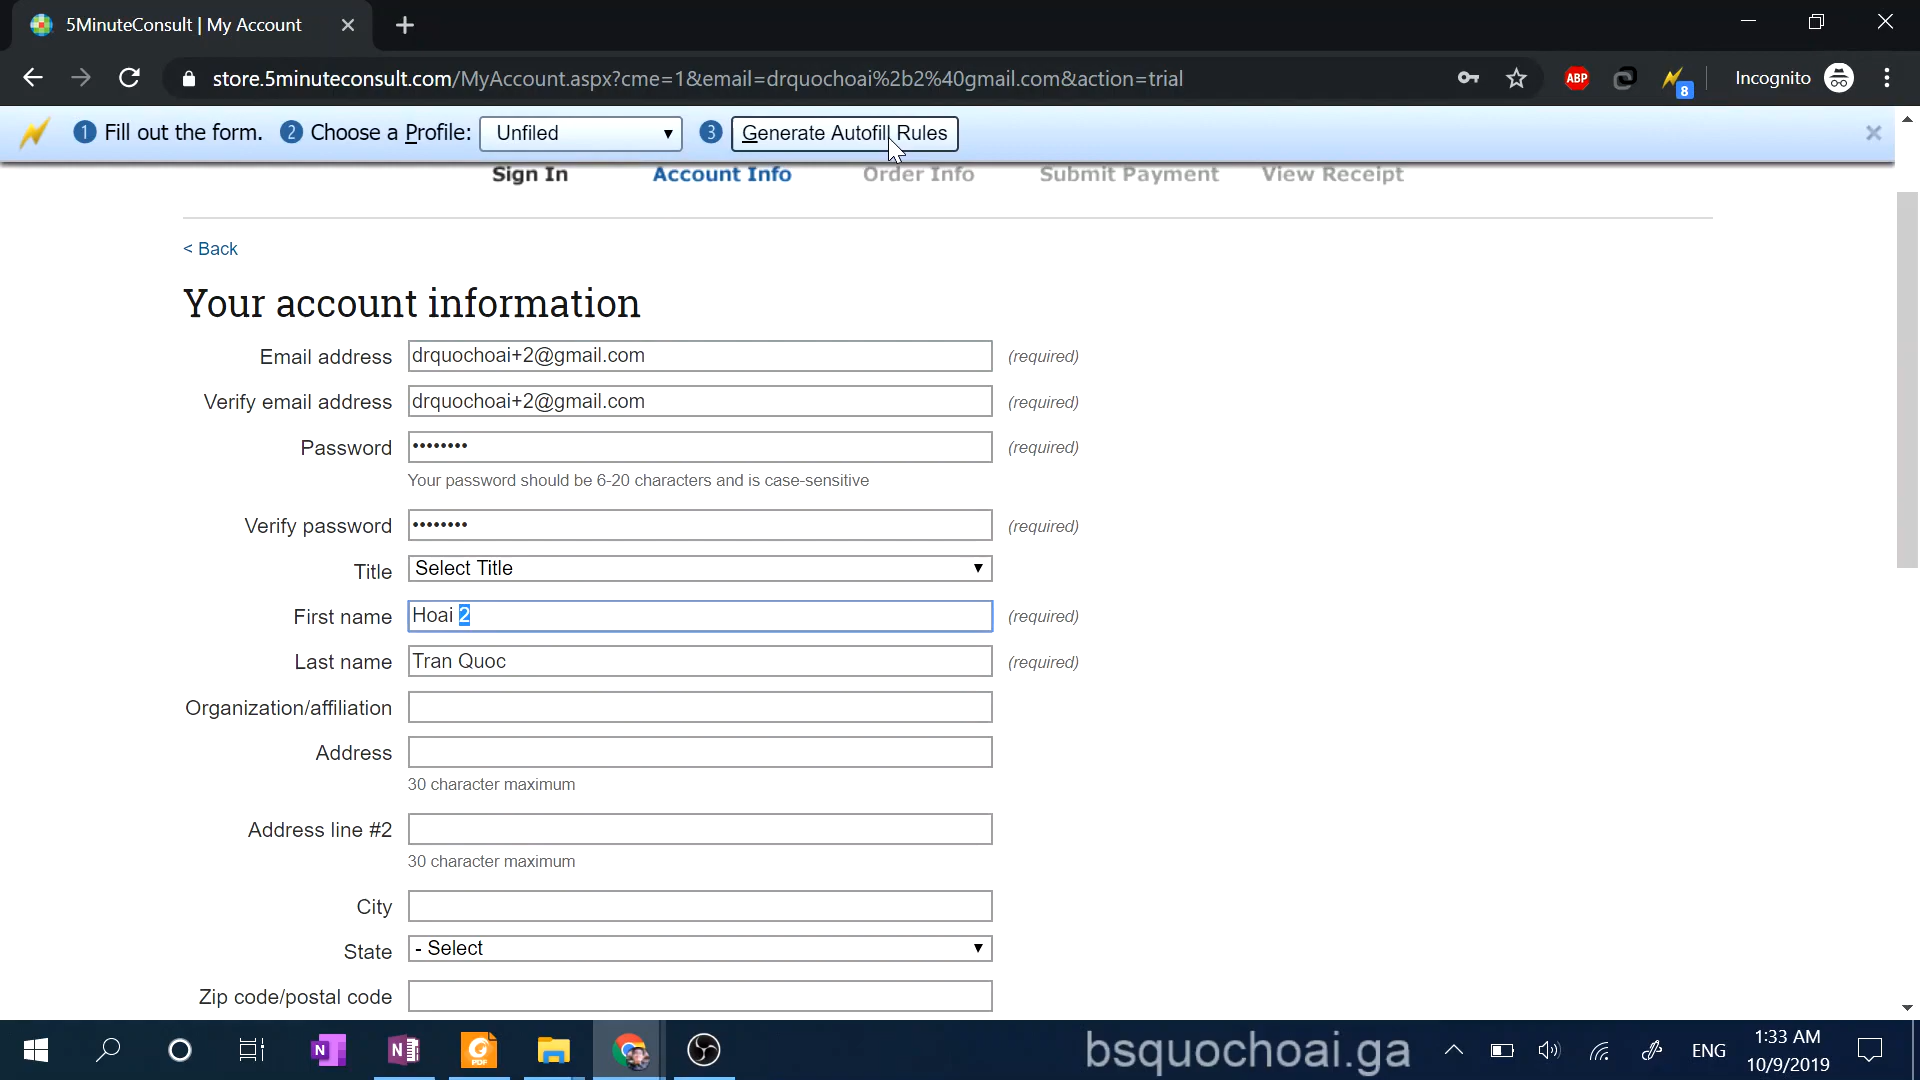 5MinuteConsult | My Account
store.5minuteconsult.com/MyAccount.aspx?cme=1&email=drquochoai%2b2%40gmail.com&action=trial
ABP
8
Incognito
1 Fill out the form. 2 Choose a Profile: Unfiled 3 Generate Autofill Rules
Sign In Account Info Order Info Submit Payment View Receipt
< Back
Your account information
Email address drquochoai+2@gmail.com (required)
Verify email address drquochoai+2@gmail.com (required)
Password •••••••• (required)
Your password should be 6-20 characters and is case-sensitive
Verify password •••••••• (required)
Title Select Title
First name Hoai 2 (required)
Last name Tran Quoc (required)
Organization/affiliation
Address
30 character maximum
Address line #2
30 character maximum
City
State - Select
Zip code/postal code
N N PDF bsquochoai.ga ENG 1:33 AM
10/9/2019